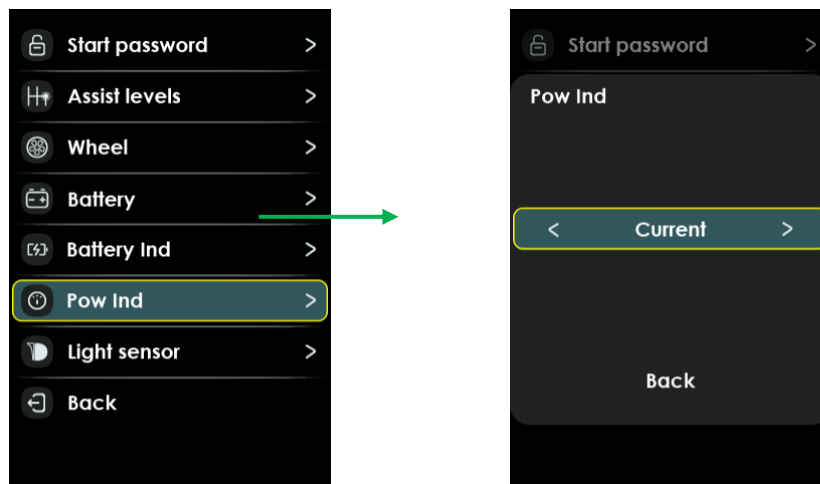 Start password >
Assist levels >
Wheel >
Battery >
Battery Ind >
Pow Ind >
Light sensor >
Back
Start password >
Pow Ind
< Current >
Back